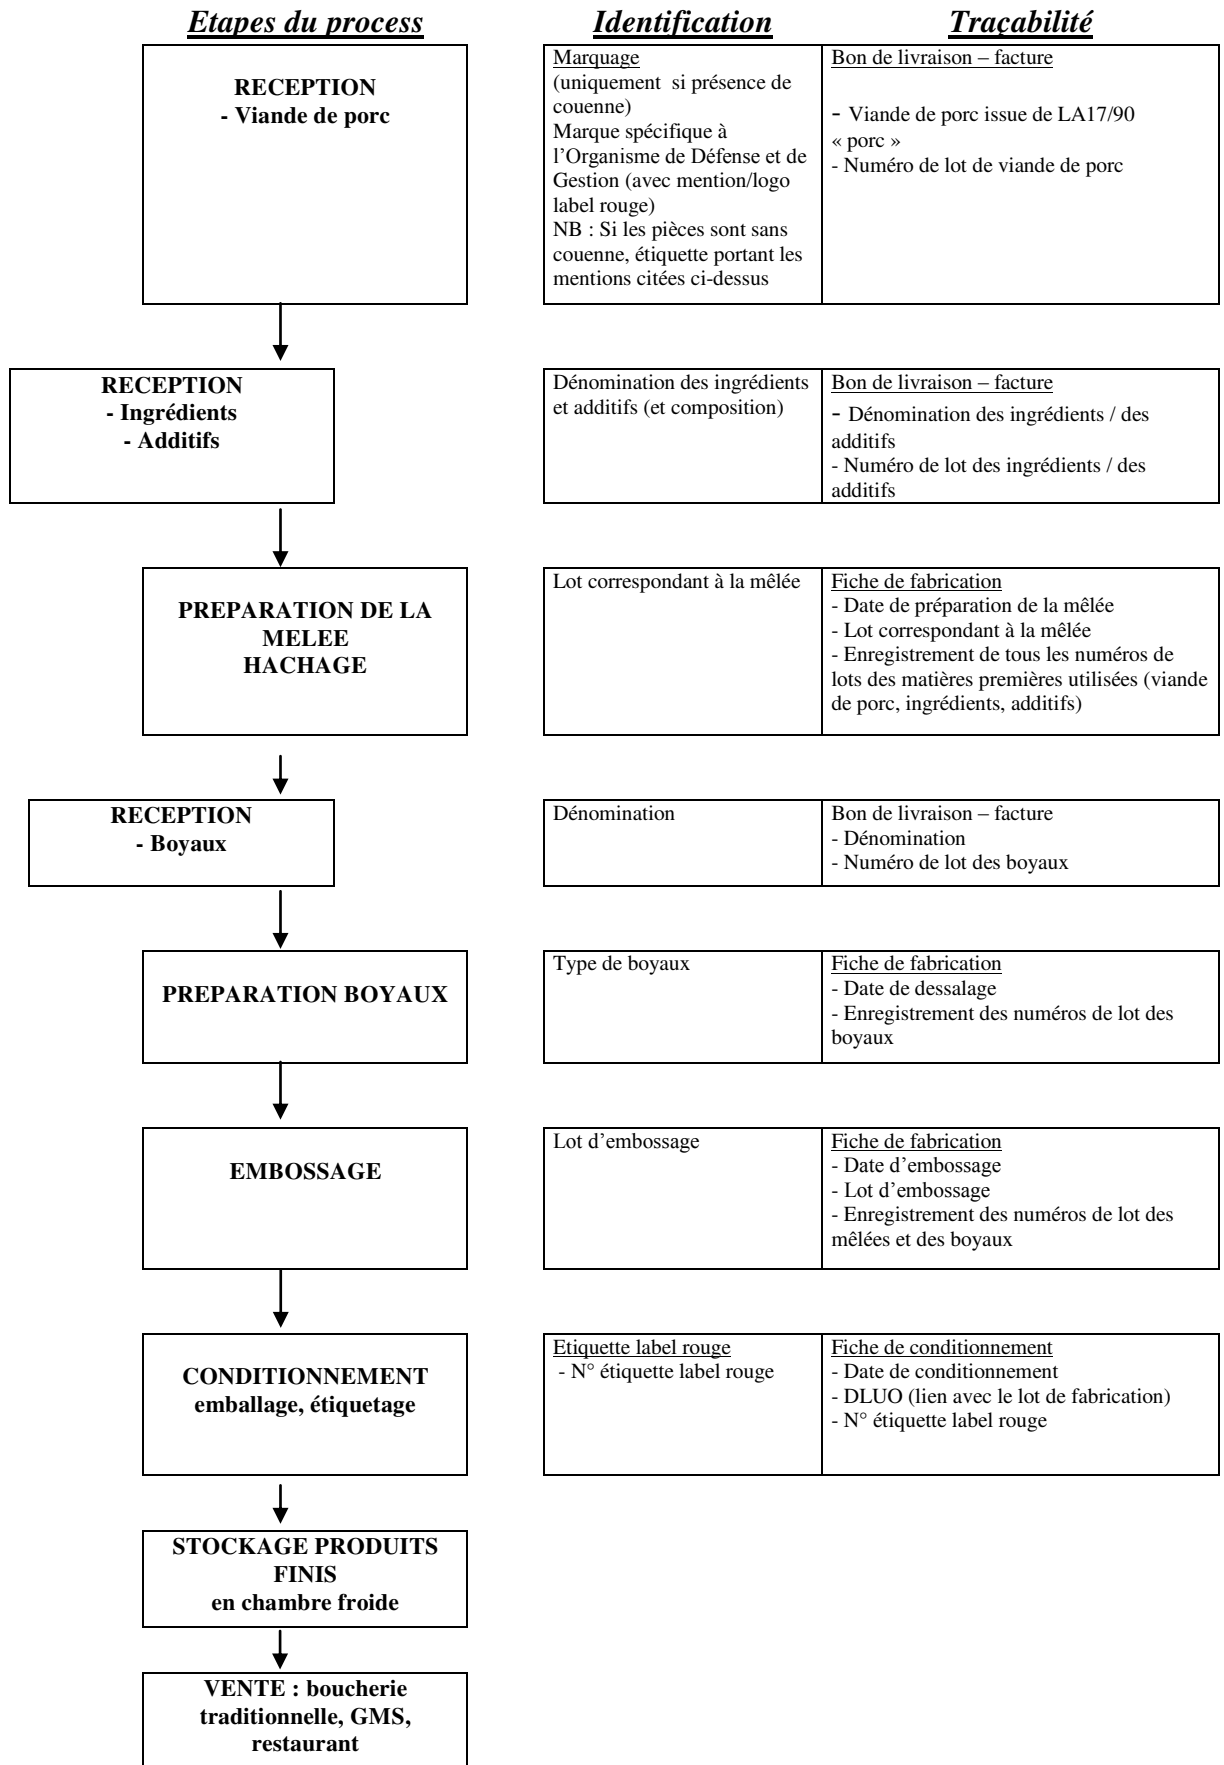 Etapes du process
Identification
Traçabilité
RECEPTION
- Viande de porc
Marquage
(uniquement si présence de
couenne)
Marque spécifique à
l’Organisme de Défense et de
Gestion (avec mention/logo
label rouge)
NB : Si les pièces sont sans
couenne, étiquette portant les
mentions citées ci-dessus
Bon de livraison – facture
- Viande de porc issue de LA17/90
« porc »
- Numéro de lot de viande de porc
RECEPTION
- Ingrédients
- Additifs
Dénomination des ingrédients
et additifs (et composition)
Bon de livraison – facture
- Dénomination des ingrédients / des
additifs
- Numéro de lot des ingrédients / des
additifs
PREPARATION DE LA
MELEE
HACHAGE
Lot correspondant à la mêlée
Fiche de fabrication
- Date de préparation de la mêlée
- Lot correspondant à la mêlée
- Enregistrement de tous les numéros de
lots des matières premières utilisées (viande
de porc, ingrédients, additifs)
RECEPTION
- Boyaux
Dénomination
Bon de livraison – facture
- Dénomination
- Numéro de lot des boyaux
PREPARATION BOYAUX
Type de boyaux
Fiche de fabrication
- Date de dessalage
- Enregistrement des numéros de lot des
boyaux
EMBOSSAGE
Lot d’embossage
Fiche de fabrication
- Date d’embossage
- Lot d’embossage
- Enregistrement des numéros de lot des
mêlées et des boyaux
CONDITIONNEMENT
emballage, étiquetage
Etiquette label rouge
- N° étiquette label rouge
Fiche de conditionnement
- Date de conditionnement
- DLUO (lien avec le lot de fabrication)
- N° étiquette label rouge
STOCKAGE PRODUITS
FINIS
en chambre froide
VENTE : boucherie
traditionnelle, GMS,
restaurant